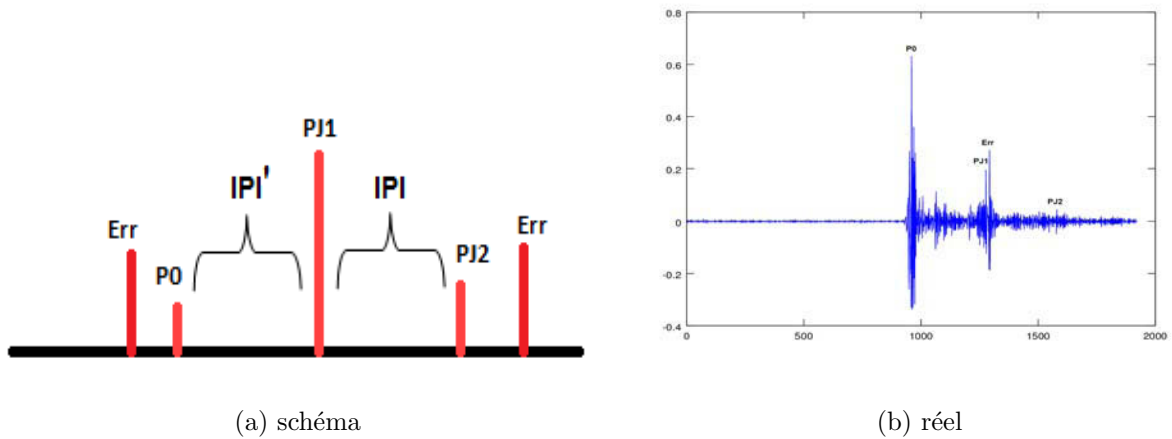 PJ1
IPI'
IPI
Err
Err
P0
PJ2
(a) schéma
0.8
0.6
0.4
0.2
0
-0.2
-0.4
0
500
1000
1500
2000
P0
Err
PJ1
PJ2
(b) réel